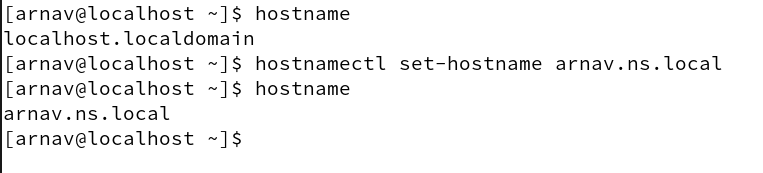 [arnav@localhost ~]$ hostname
localhost.localdomain
[arnav@localhost ~]$ hostnamectl set-hostname arnav.ns.local
[arnav@localhost ~]$ hostname
arnav.ns.local
[arnav@localhost ~]$